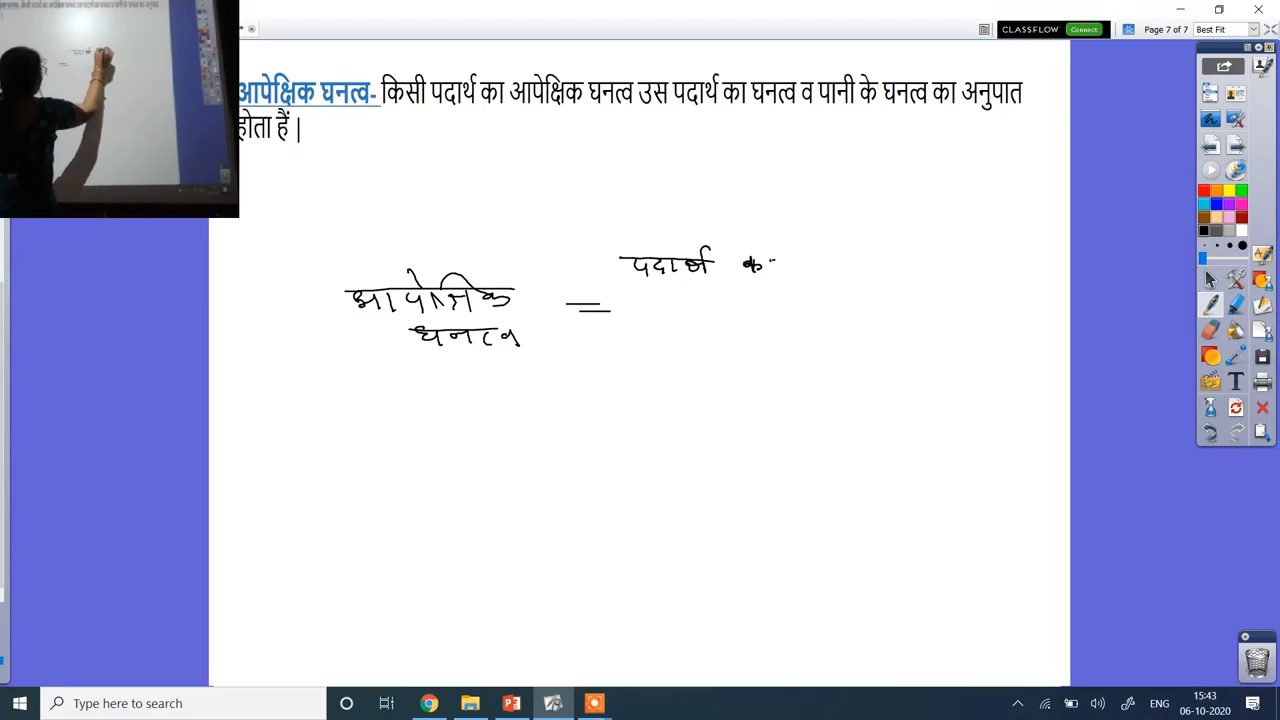 CLASSFLOW Connect Page 7 of 7 Best Fit
आपेक्षिक घनत्व- किसी पदार्थ का आपेक्षिक घनत्व उस पदार्थ का घनत्व व पानी के घनत्व का अनुपात
होता हैं |
पदार्थ क
आपेक्षिक =
घनत्व
Type here to search
ENG 15:43
06-10-2020 3